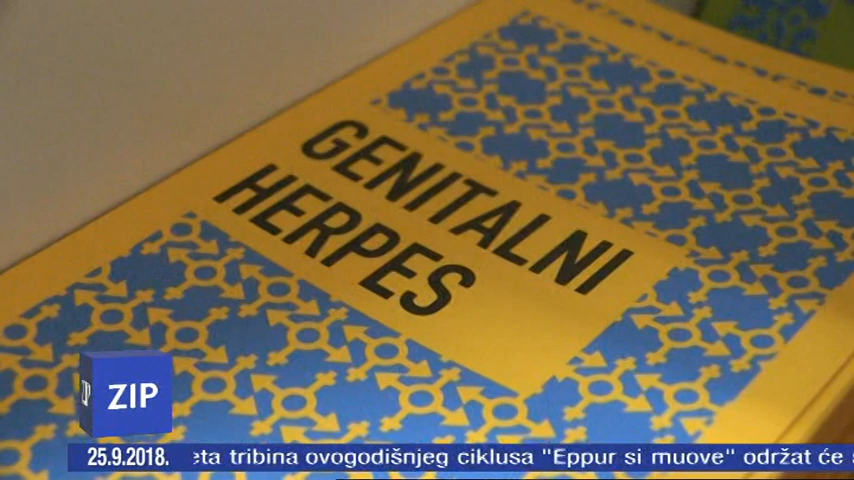 GENITALNI
HERPES
ZIP
25.9.2018.
tribina ovogodišnjeg ciklusa "Eppur si muove" održat će